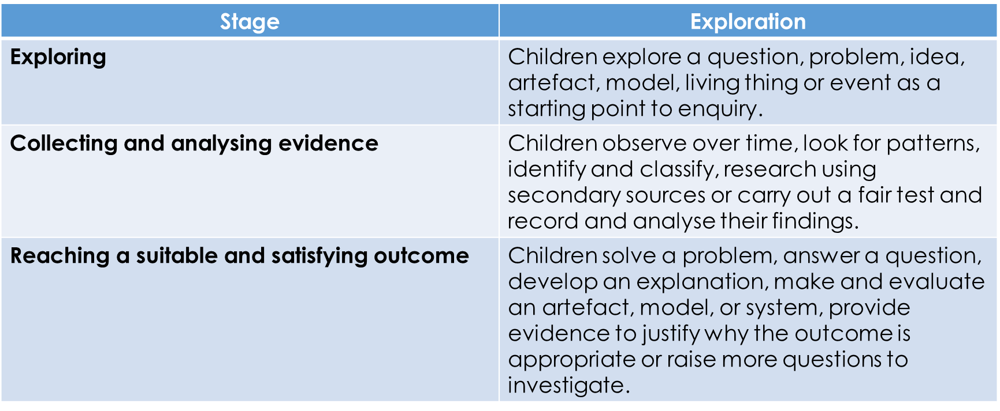 Stage
Exploration
Exploring
Children explore a question, problem, idea,
artefact, model, living thing or event as a
starting point to enquiry.
Collecting and analysing evidence
Children observe over time, look for patterns,
identify and classify, research using
secondary sources or carry out a fair test and
record and analyse their findings.
Reaching a suitable and satisfying outcome
Children solve a problem, answer a question,
develop an explanation, make and evaluate
an artefact, model, or system, provide
evidence to justify why the outcome is
appropriate or raise more questions to
investigate.